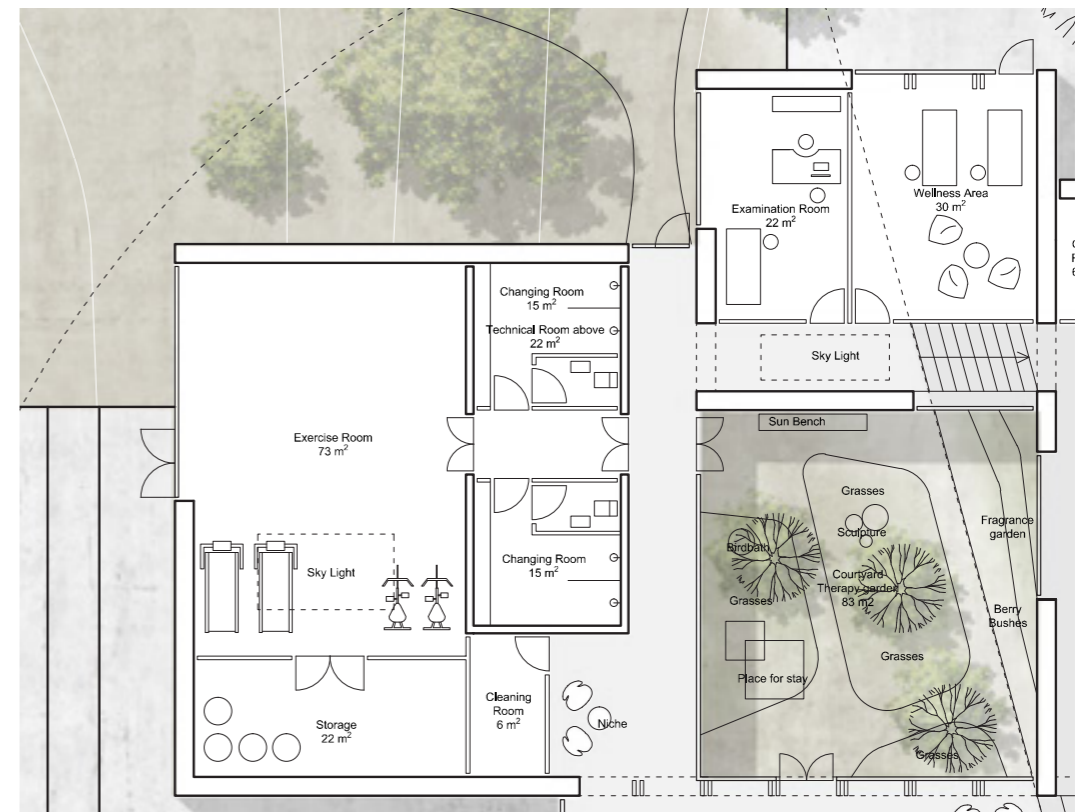 Examination Room
22 m²
Wellness Area
30 m²
Changing Room
15 m²
Technical Room above
22 m²
Sky Light
Exercise Room
73 m²
Sun Bench
Grasses
Sculpture
Fragrance
garden
Birdbath
Changing Room
15 m²
Sky Light
Courtyard
Therapy garden
83 m2
Grasses
Berry
Bushes
Grasses
Place for stay
Cleaning
Room
6 m²
Storage
22 m²
Niche
Grasses